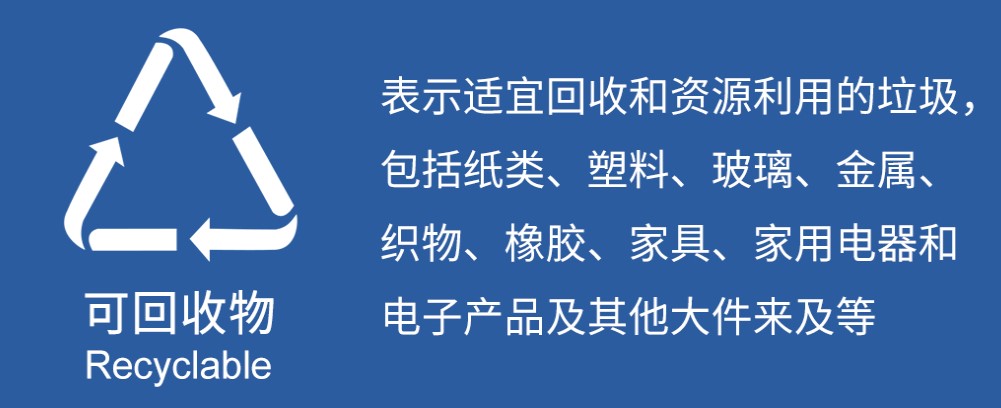 表示适宜回收和资源利用的垃圾，
包括纸类、塑料、玻璃、金属、
织物、橡胶、家具、家用电器和
电子产品及其他大件来及等
可回收物
Recyclable